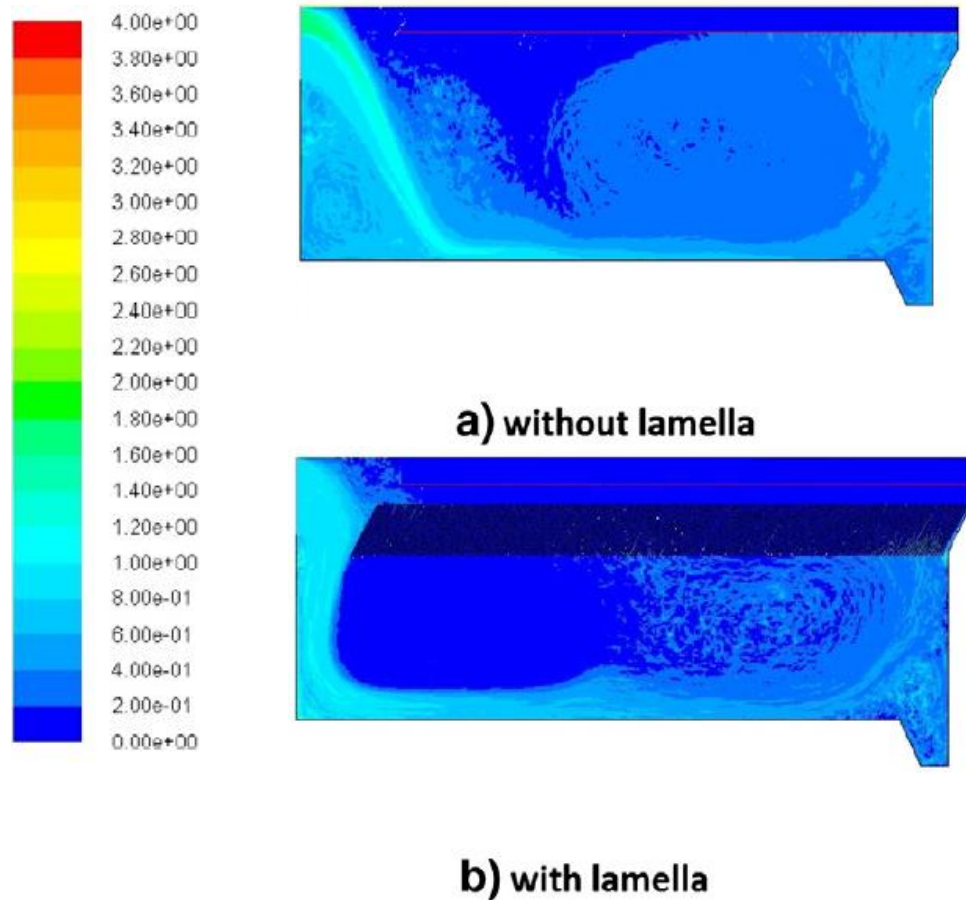 4.00e+00
3.80e+00
3.60e+00
3.40e+00
3.20e+00
3.00e+00
2.80e+00
2.60e+00
2.40e+00
2.20e+00
2.00e+00
1.80e+00
1.60e+00
1.40e+00
1.20e+00
1.00e+00
8.00e-01
6.00e-01
4.00e-01
2.00e-01
0.00e+00
a) without lamella
b) with lamella